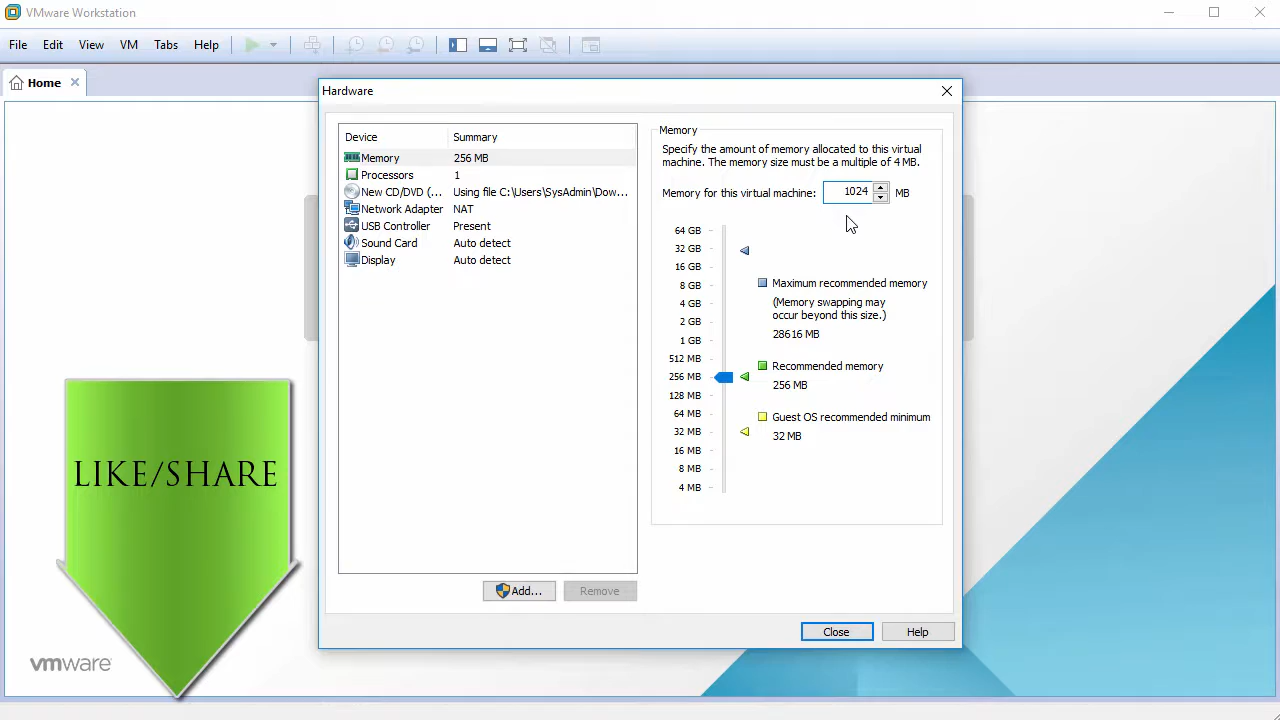 VMware Workstation
File Edit View VM Tabs Help
Home
Hardware
Device Summary
Memory 256 MB
Processors 1
New CD/DVD (... Using file C:\Users\SysAdmin\Dow...
Network Adapter NAT
USB Controller Present
Sound Card Auto detect
Display Auto detect
Add... Remove
Memory
Specify the amount of memory allocated to this virtual
machine. The memory size must be a multiple of 4 MB.
Memory for this virtual machine: 1024 MB
64 GB
32 GB
16 GB
8 GB
4 GB
2 GB
1 GB
512 MB
256 MB
128 MB
64 MB
32 MB
16 MB
8 MB
4 MB
Maximum recommended memory
(Memory swapping may
occur beyond this size.)
28616 MB
Recommended memory
256 MB
Guest OS recommended minimum
32 MB
Close Help
LIKE/SHARE
vmware